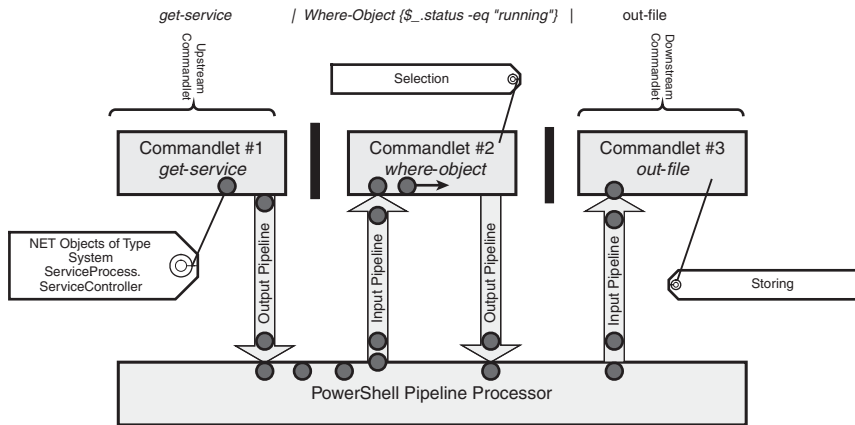 get-service | Where-Object {$_.status -eq "running"} | out-file
Upstream
Commandlet
Downstream
Commandlet
Selection
Commandlet #1
get-service
Commandlet #2
where-object
Commandlet #3
out-file
NET Objects of Type
System
ServiceProcess.
ServiceController
Output Pipeline
Input Pipeline
Output Pipeline
Input Pipeline
Storing
PowerShell Pipeline Processor